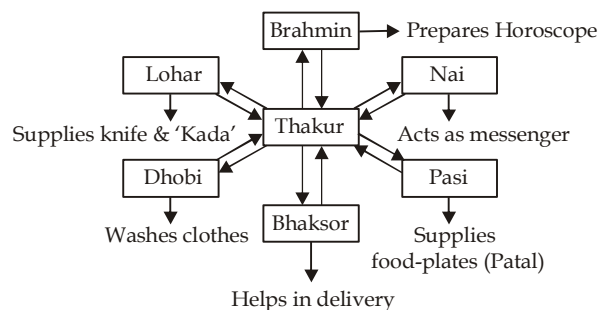 Brahmin
Prepares Horoscope
Lohar
Nai
Supplies knife & ‘Kada’
Thakur
Acts as messenger
Dhobi
Pasi
Washes clothes
Bhaksor
Supplies
food-plates (Patal)
Helps in delivery